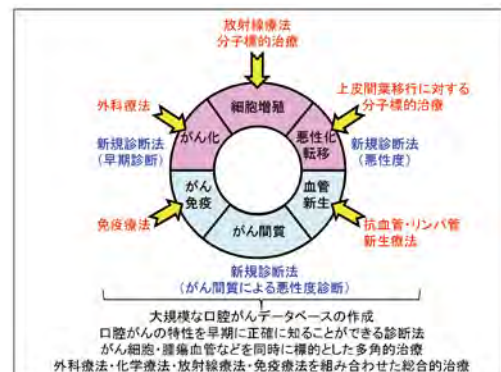 放射線療法
分子標的治療
上皮間葉移行に対する
分子標的治療
外科療法
細胞増殖
がん化
悪性化
転移
新規診断法
(早期診断)
新規診断法
(悪性度)
がん
免疫
血管
新生
免疫療法
がん間質
抗血管・リンパ管
新生療法
新規診断法
(がん間質による悪性度診断)
大規模な口腔がんデータベースの作成
口腔がんの特性を早期に正確に知ることができる診断法
がん細胞・腫瘍血管などを同時に標的とした多角的治療
外科療法・化学療法・放射線療法・免疫療法を組み合わせた総合的治療